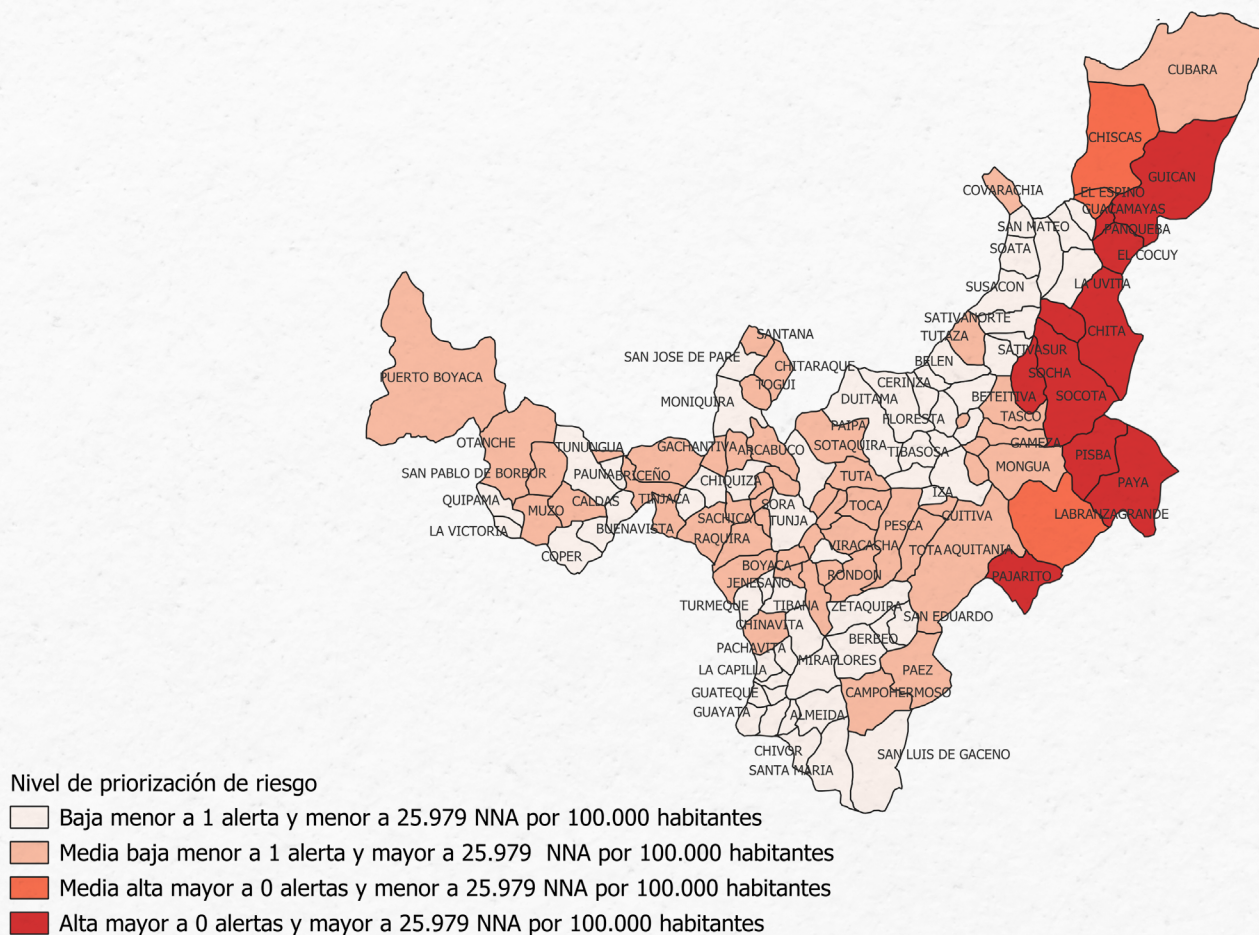 CUBARA
CHISCAS
GUICAN
COVARACHIA
EL ESPINO
GUACAMAYAS
SAN MATEO
PANQUEBA
SOATA
EL COCUY
LA UVITA
SUSACON
SATIVANORTE
TUTAZA
CHITA
SANTANA
SATIVASUR
SAN JOSE DE PARE
BELEN
CHITARAQUE
SOCHA
PUERTO BOYACA
TOGUI
CERINZA
MONIQUIRA
DUITAMA
BETEITIVA
SOCOTA
FLORESTA
TASCO
PAIPA
OTANCHE
TUNUNGUA
GACHANTIVA
ARCABUCO
SOTAQUIRA
GAMEZA
TIBASOSA
PISBA
MONGUA
SAN PABLO DE BORBUR
PAUNA
BRICEÑO
CHIQUIZA
TUTA
PAYA
QUIPAMA
CALDAS
TINJACA
IZA
SORA
TOCA
MUZO
SACHICA
TUNJA
CUITIVA
LABRANZAGRANDE
LA VICTORIA
BUENAVISTA
PESCA
RAQUIRA
VIRACACHA
TOTA
AQUITANIA
COPER
BOYACA
RONDON
PAJARITO
JENESANO
TURMEQUE
TIBANA
ZETAQUIRA
SAN EDUARDO
CHINAVITA
BERBEO
PACHAVITA
MIRAFLORES
LA CAPILLA
PAEZ
GUATEQUE
CAMPOHERMOSO
GUAYATA
ALMEIDA
CHIVOR
SAN LUIS DE GACENO
SANTA MARIA
Nivel de priorización de riesgo
Baja menor a 1 alerta y menor a 25.979 NNA por 100.000 habitantes
Media baja menor a 1 alerta y mayor a 25.979 NNA por 100.000 habitantes
Media alta mayor a 0 alertas y menor a 25.979 NNA por 100.000 habitantes
Alta mayor a 0 alertas y mayor a 25.979 NNA por 100.000 habitantes